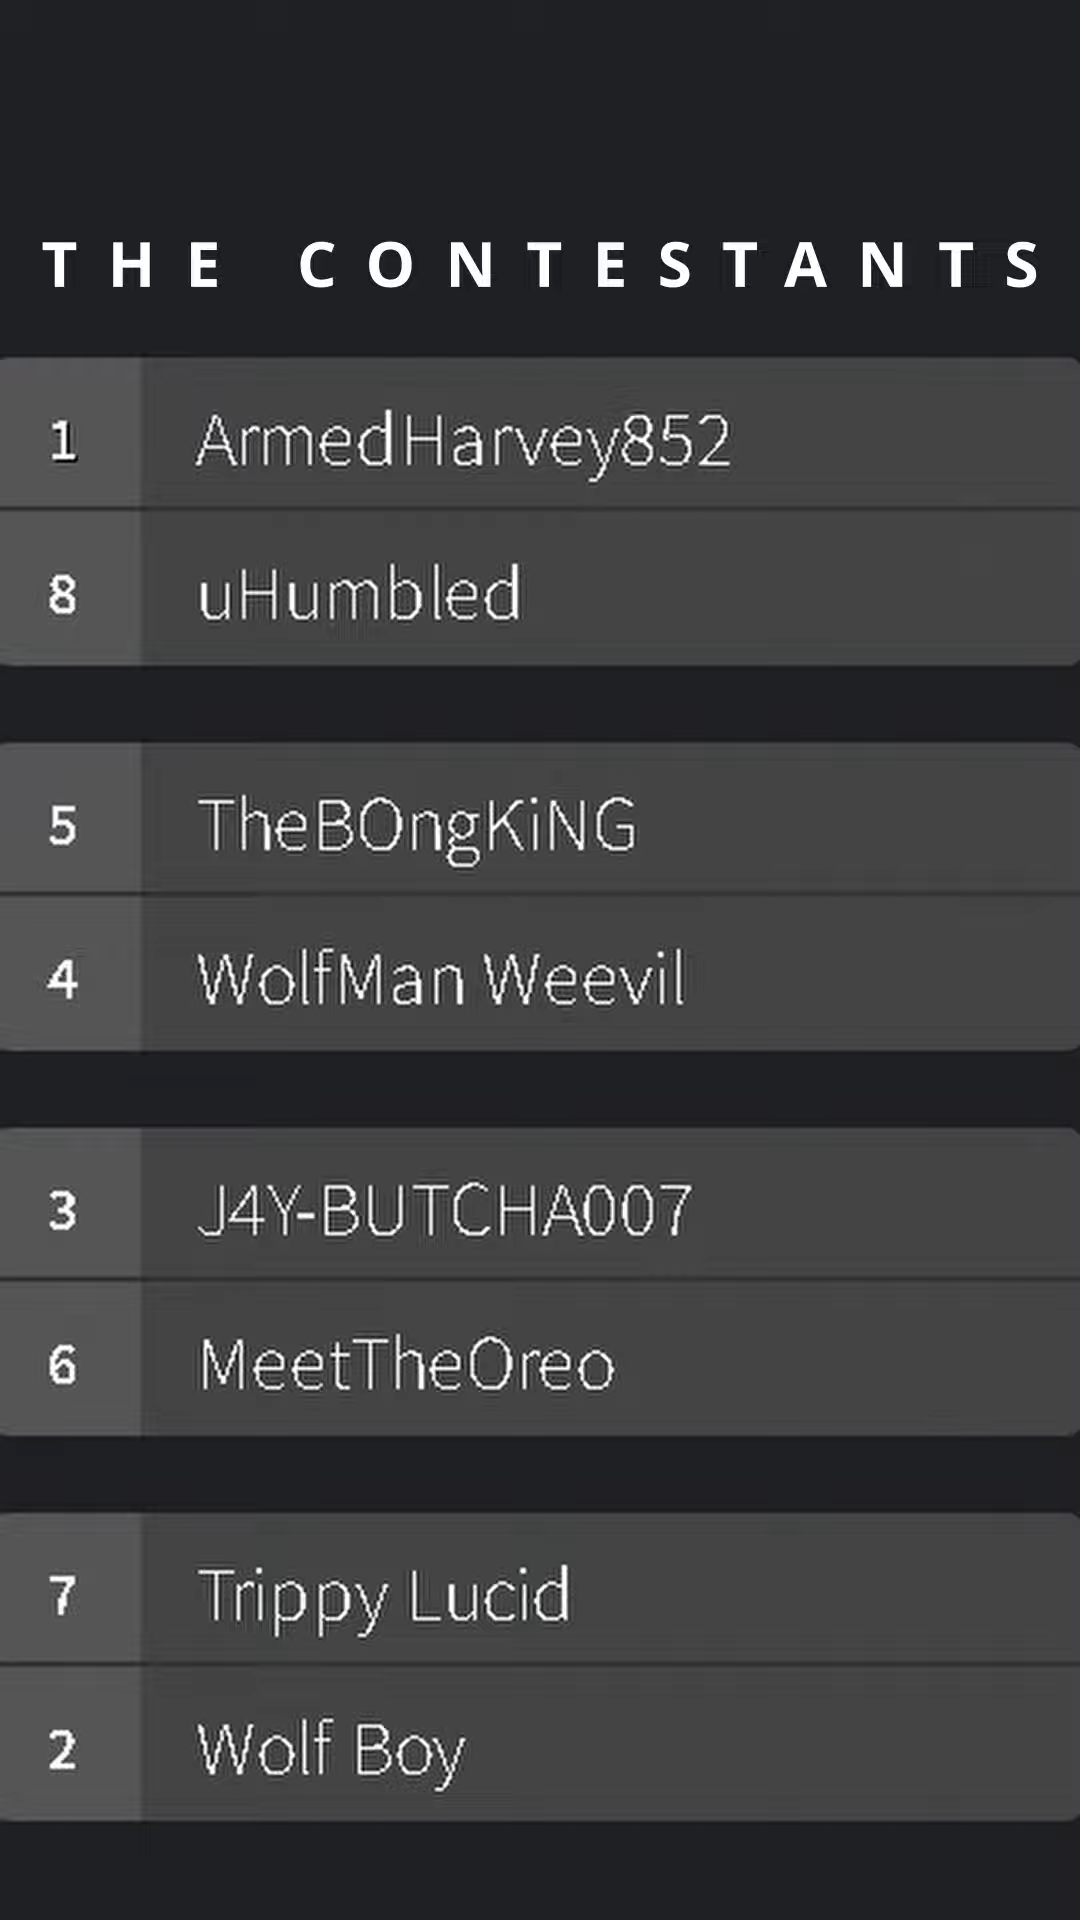 THE CONTESTANTS
1 ArmedHarvey852
8 uHumbled
5 TheBOngKiNG
4 WolfMan Weevil
3 J4Y-BUTCHA007
6 MeetTheOreo
7 Trippy Lucid
2 Wolf Boy